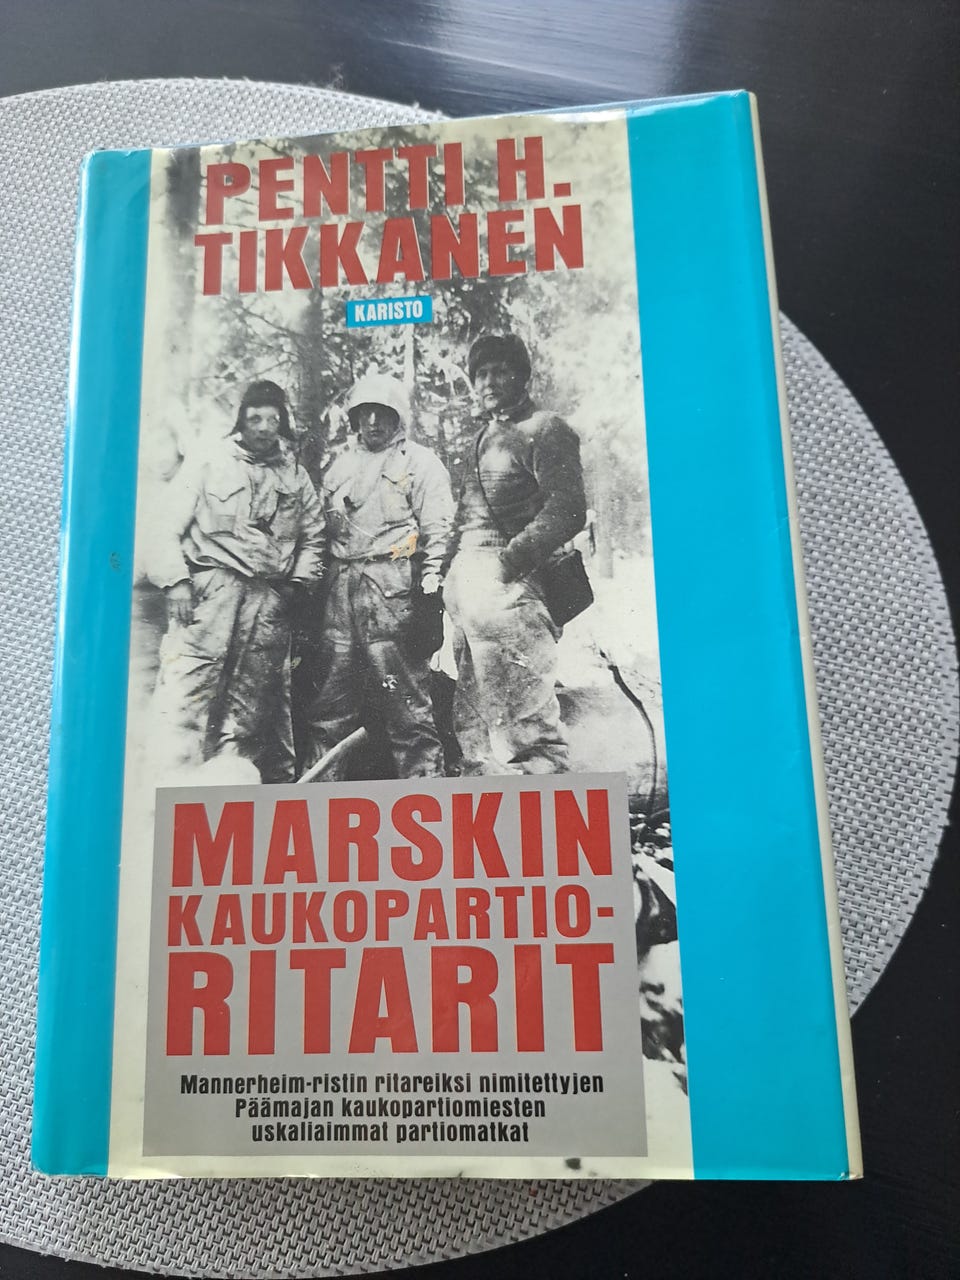 PENTTI H.
TIKKANEN
KARISTO
MARSKIN
KAUKOPARTIO-
RITARIT
Mannerheim-ristin ritareiksi nimitettyjen
Päämajan kaukopartiomiesten
uskaliaimmat partiomatkat